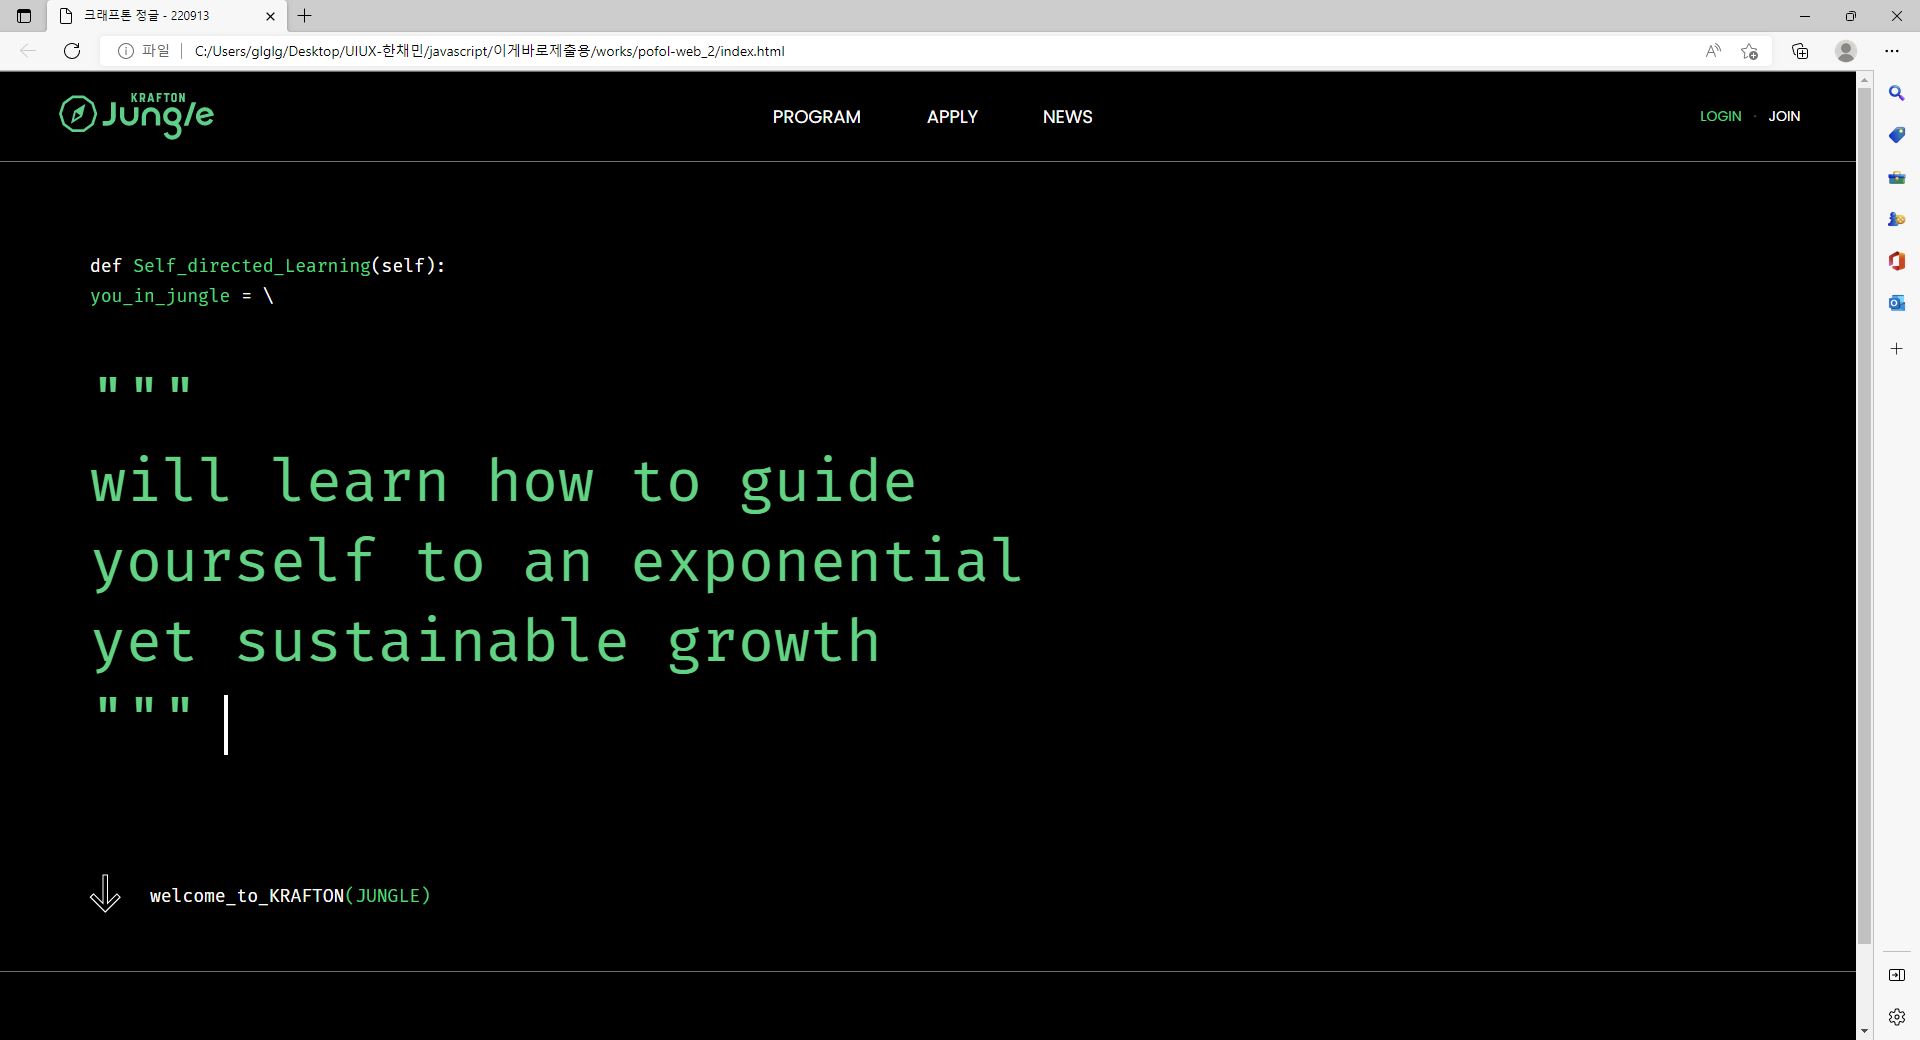 크래프톤 정글 - 220913
파일 C:/Users/glglg/Desktop/UIUX-한채민/javascript/이게바로제출용/works/pofol-web_2/index.html
KRAFTON
Jungle
PROGRAM APPLY NEWS
LOGIN · JOIN
def Self_directed_Learning(self):
you_in_jungle = \
"""
will learn how to guide
yourself to an exponential
yet sustainable growth
"""
welcome_to_KRAFTON(JUNGLE)